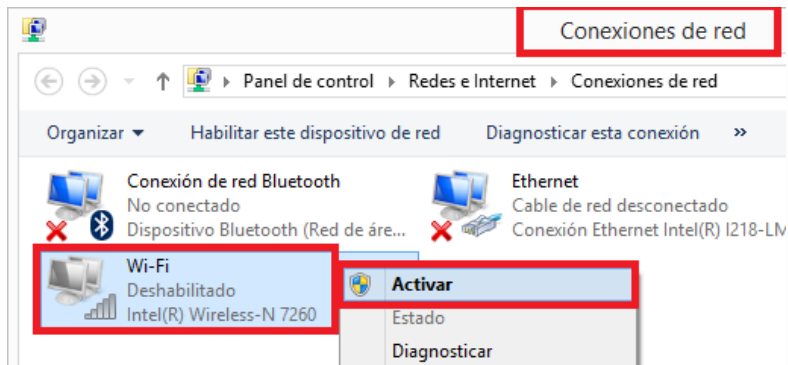 Conexiones de red
Panel de control Redes e Internet Conexiones de red
Organizar Habilitar este dispositivo de red Diagnosticar esta conexión »
Conexión de red Bluetooth
No conectado
Dispositivo Bluetooth (Red de áre...
Ethernet
Cable de red desconectado
Conexión Ethernet Intel(R) I218-LM
Wi-Fi
Deshabilitado
Intel(R) Wireless-N 7260
Activar
Estado
Diagnosticar